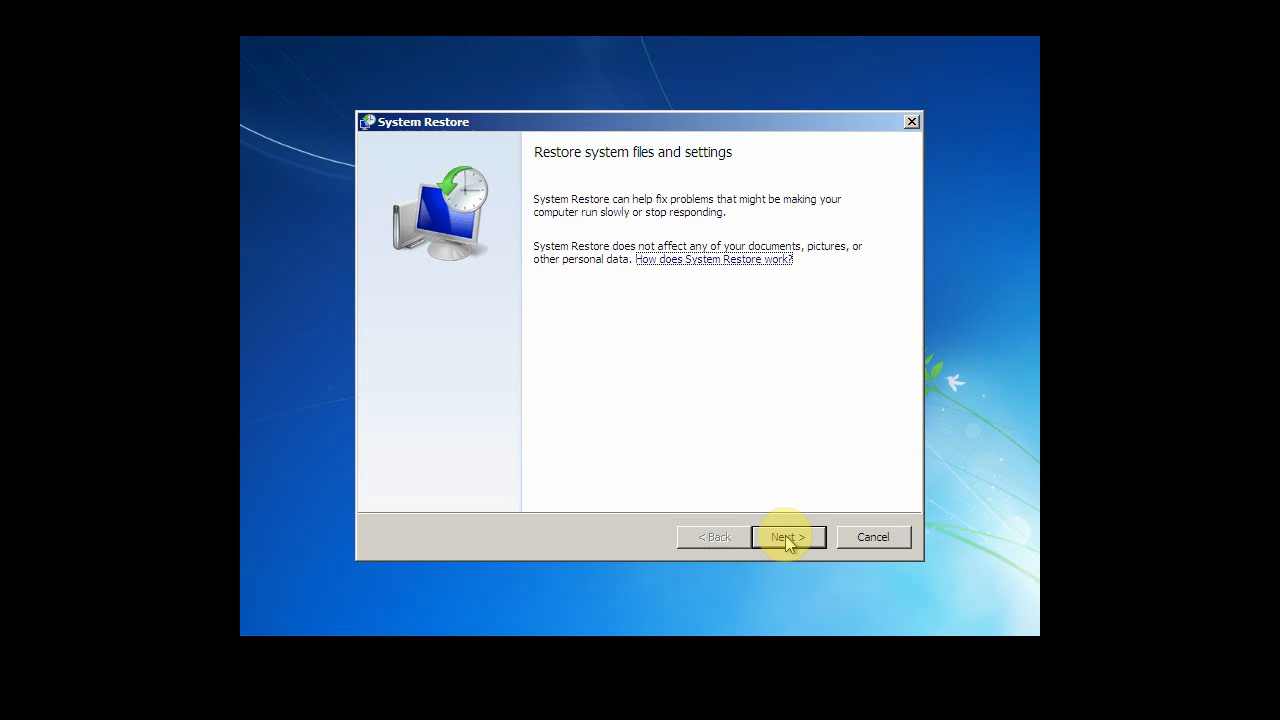 System Restore
Restore system files and settings
System Restore can help fix problems that might be making your
computer run slowly or stop responding.
System Restore does not affect any of your documents, pictures, or
other personal data. How does System Restore work?
< Back Next > Cancel